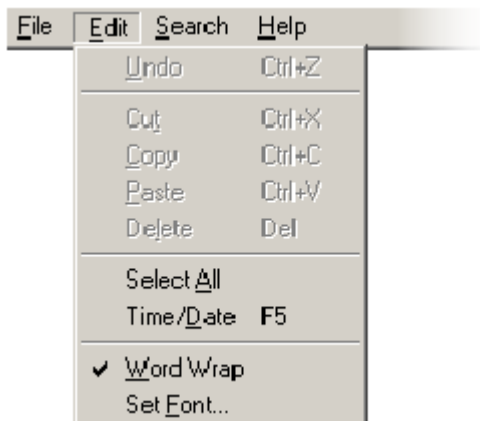 File Edit Search Help
Undo Ctrl+Z
Cut Ctrl+X
Copy Ctrl+C
Paste Ctrl+V
Delete Del
Select All
Time/Date F5
Word Wrap
Set Font...